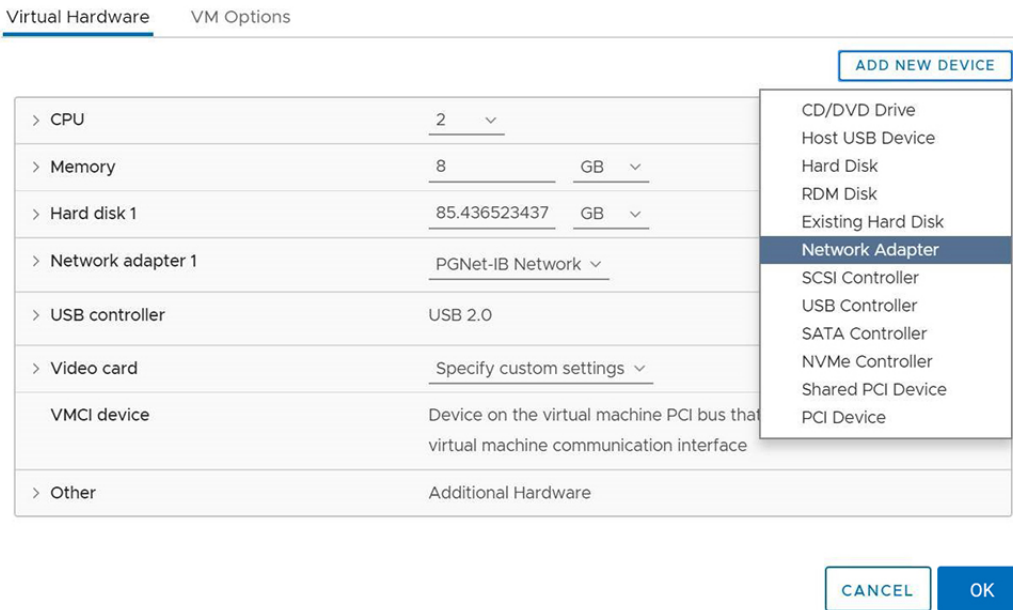 Virtual Hardware VM Options
ADD NEW DEVICE
CPU 2
Memory 8 GB
Hard disk 1 85.436523437 GB
Network adapter 1 PGNet-IB Network
USB controller USB 2.0
Video card Specify custom settings
VMCI device Device on the virtual machine PCI bus that
virtual machine communication interface
Other Additional Hardware
CD/DVD Drive
Host USB Device
Hard Disk
RDM Disk
Existing Hard Disk
Network Adapter
SCSI Controller
USB Controller
SATA Controller
NVMe Controller
Shared PCI Device
PCI Device
CANCEL OK